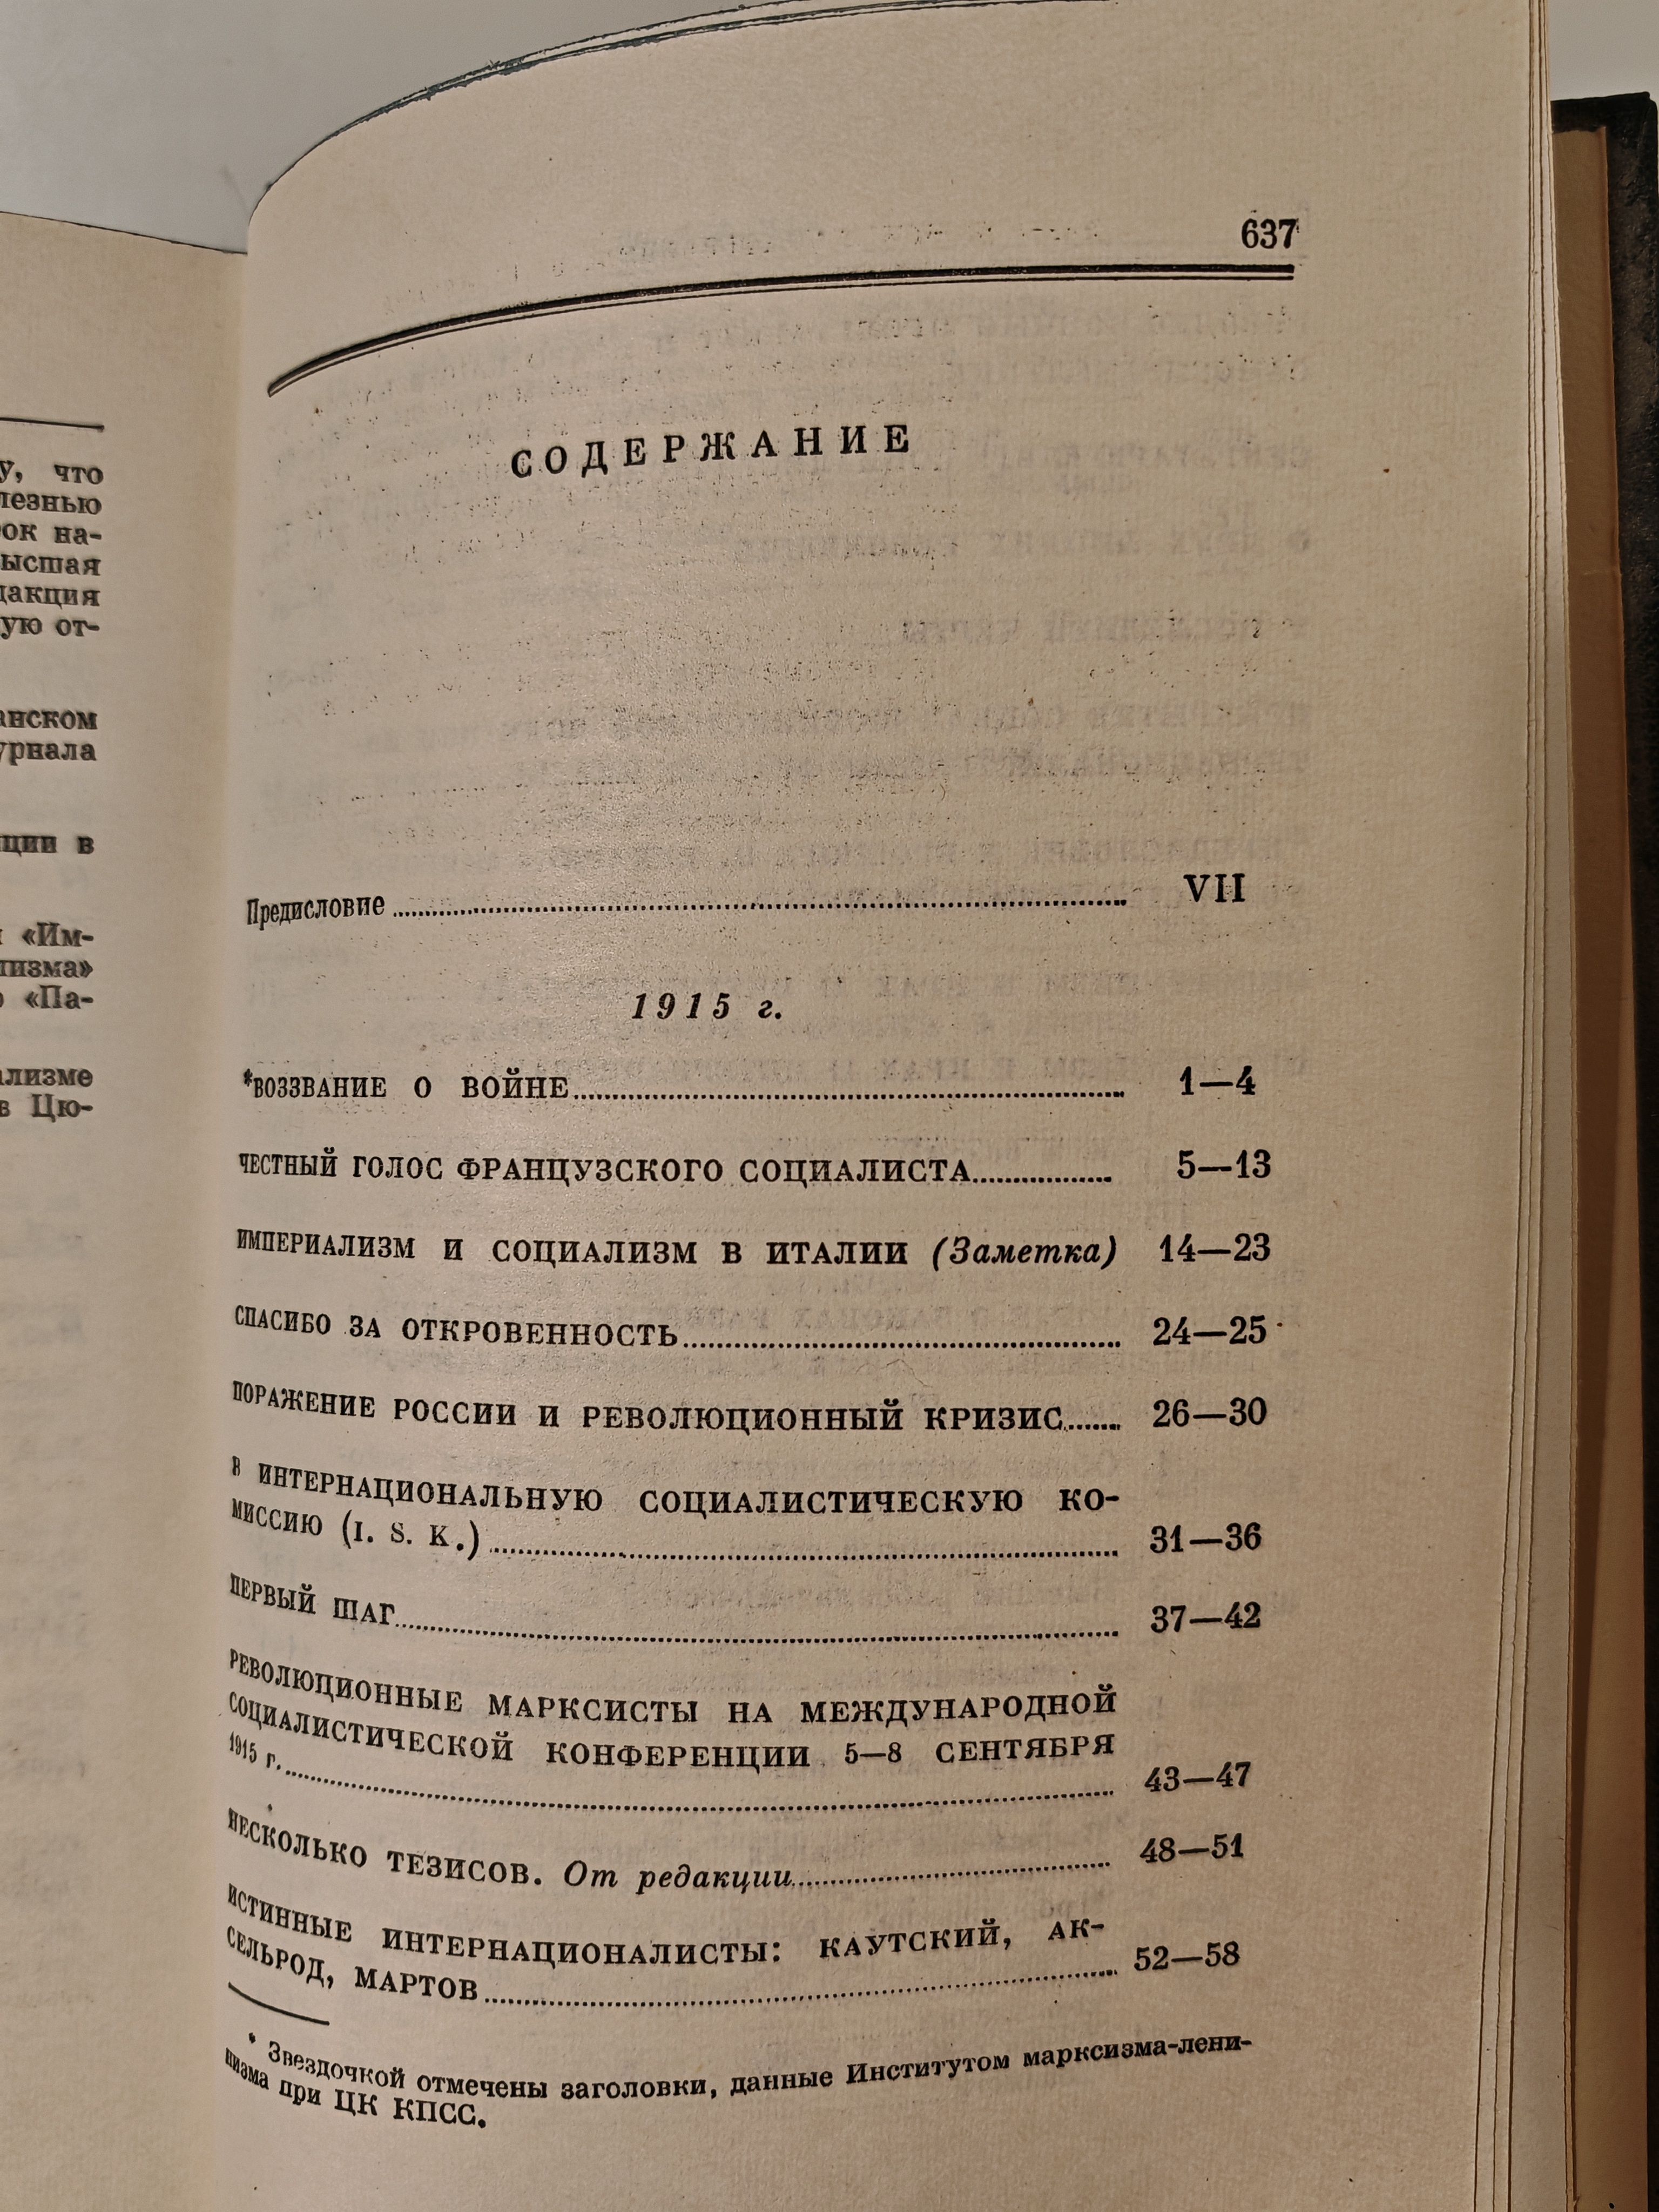 у, что
на-
в
«Им-
«Па-
в Цю-
637
СОДЕРЖАНИЕ
Предисловие ........ VII
1915 г.
*ВОЗЗВАНИЕ О ВОЙНЕ ........ 1—4
ЧЕСТНЫЙ ГОЛОС ФРАНЦУЗСКОГО СОЦИАЛИСТА ........ 5—13
ИМПЕРИАЛИЗМ И СОЦИАЛИЗМ В ИТАЛИИ (Заметка) 14—23
СПАСИБО ЗА ОТКРОВЕННОСТЬ ........ 24—25
ПОРАЖЕНИЕ РОССИИ И РЕВОЛЮЦИОННЫЙ КРИЗИС ........ 26—30
В ИНТЕРНАЦИОНАЛЬНУЮ СОЦИАЛИСТИЧЕСКУЮ КО-
МИССИЮ (I. S. K.) ........ 31—36
ПЕРВЫЙ ШАГ ........ 37—42
РЕВОЛЮЦИОННЫЕ МАРКСИСТЫ НА МЕЖДУНАРОДНОЙ
СОЦИАЛИСТИЧЕСКОЙ КОНФЕРЕНЦИИ 5—8 СЕНТЯБРЯ
1915 г. ........ 43—47
НЕСКОЛЬКО ТЕЗИСОВ. От редакции ........ 48—51
ИСТИННЫЕ ИНТЕРНАЦИОНАЛИСТЫ: КАУТСКИЙ, АК-
СЕЛЬРОД, МАРТОВ ........ 52—58
* Звездочкой отмечены заголовки, данные Институтом марксизма-лени-
низма при ЦК КПСС.